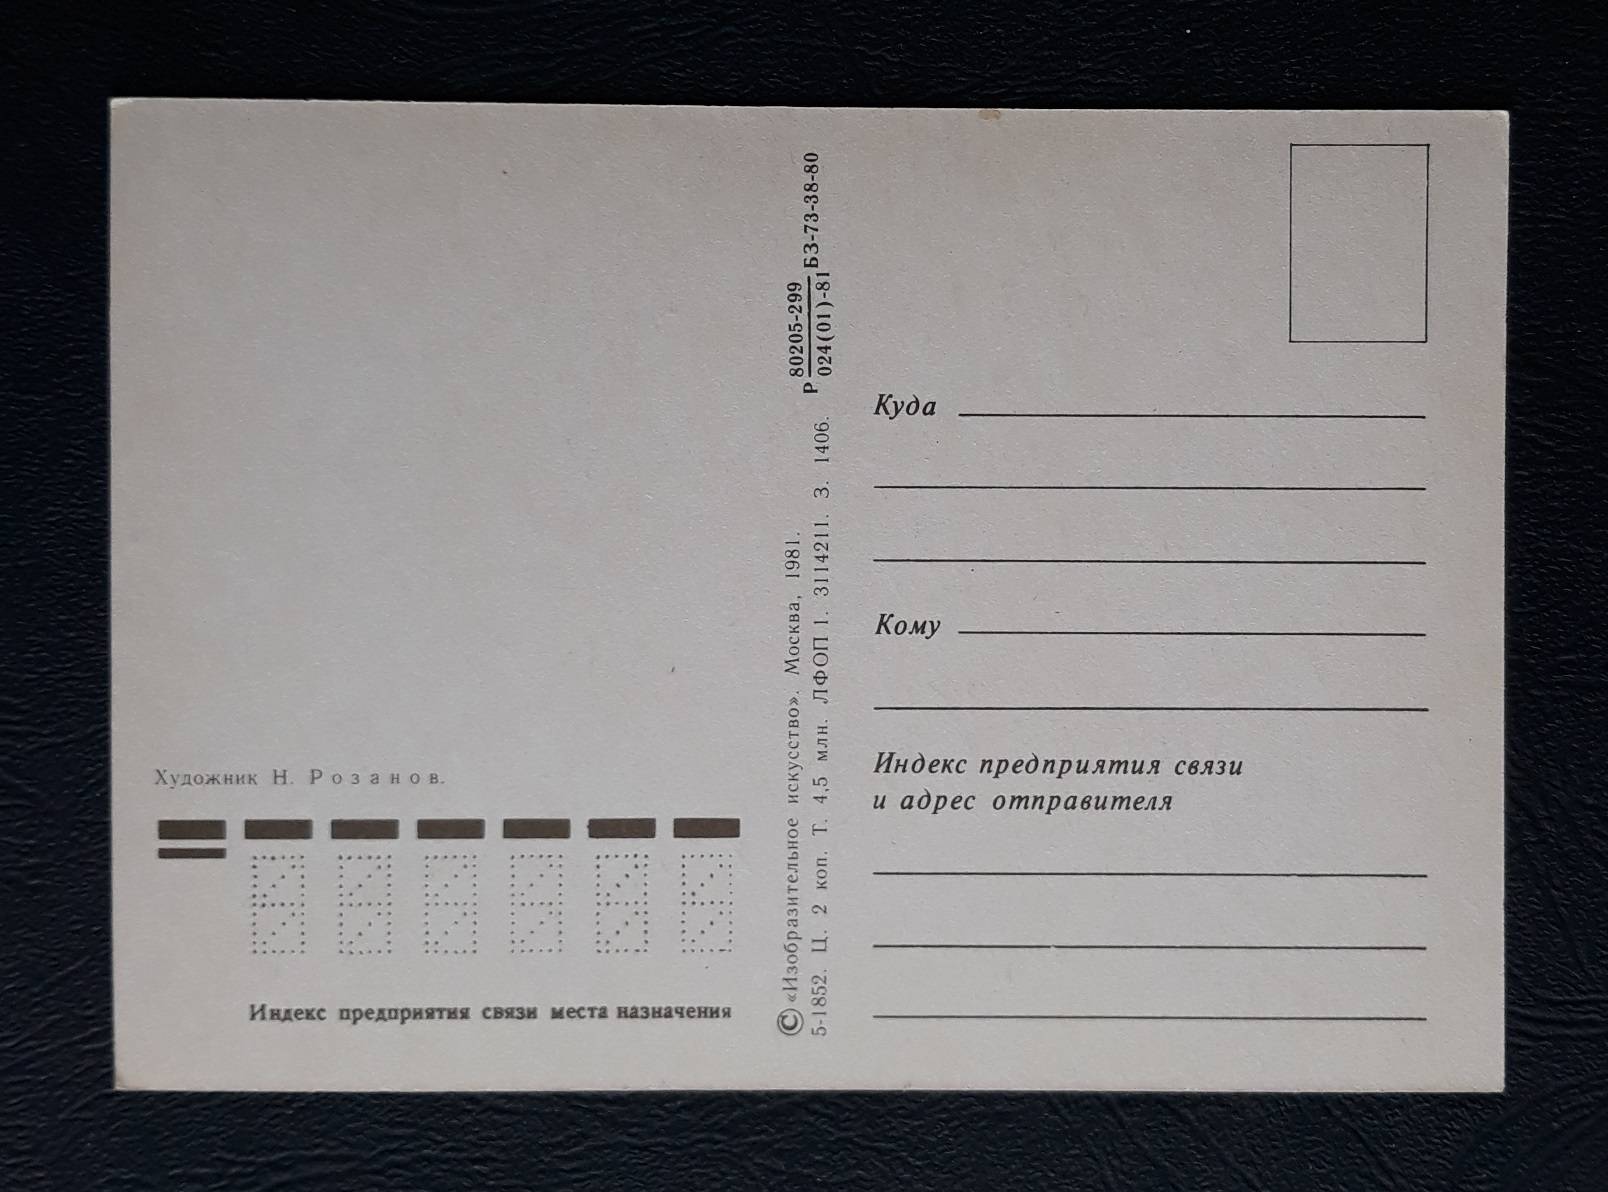 Художник Н. Розанов.
Индекс предприятия связи места назначения
© «Изобразительное искусство». Москва, 1981.
5-1852. Ц. 2 коп. Т. 4,5 млн. ЛФОП 1. 3114211. З. 1406.
Р 80205-299 БЗ-73-38-80
024(01)-81
Куда
Кому
Индекс предприятия связи
и адрес отправителя